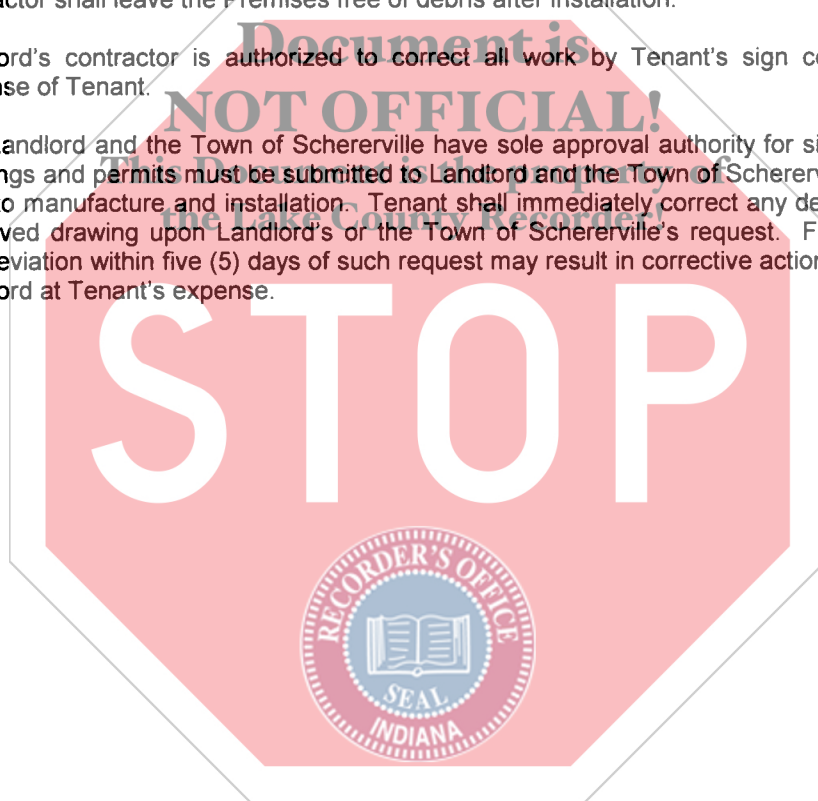 actor shall leave the Premises free of debris after installation.
Document is
ord's contractor is authorized to correct all work by Tenant's sign co
nse of Tenant.
NOT OFFICIAL!
Landlord and the Town of Schererville have sole approval authority for si
This Document is the property of
ngs and permits must be submitted to Landlord and the Town of Scherer
the Lake County Recorder!
o manufacture and installation. Tenant shall immediately correct any de
ved drawing upon Landlord's or the Town of Schererville's request. F
eviation within five (5) days of such request may result in corrective action
ord at Tenant's expense.
STOP
RECORDER'S OFFICE
SEAL
INDIANA